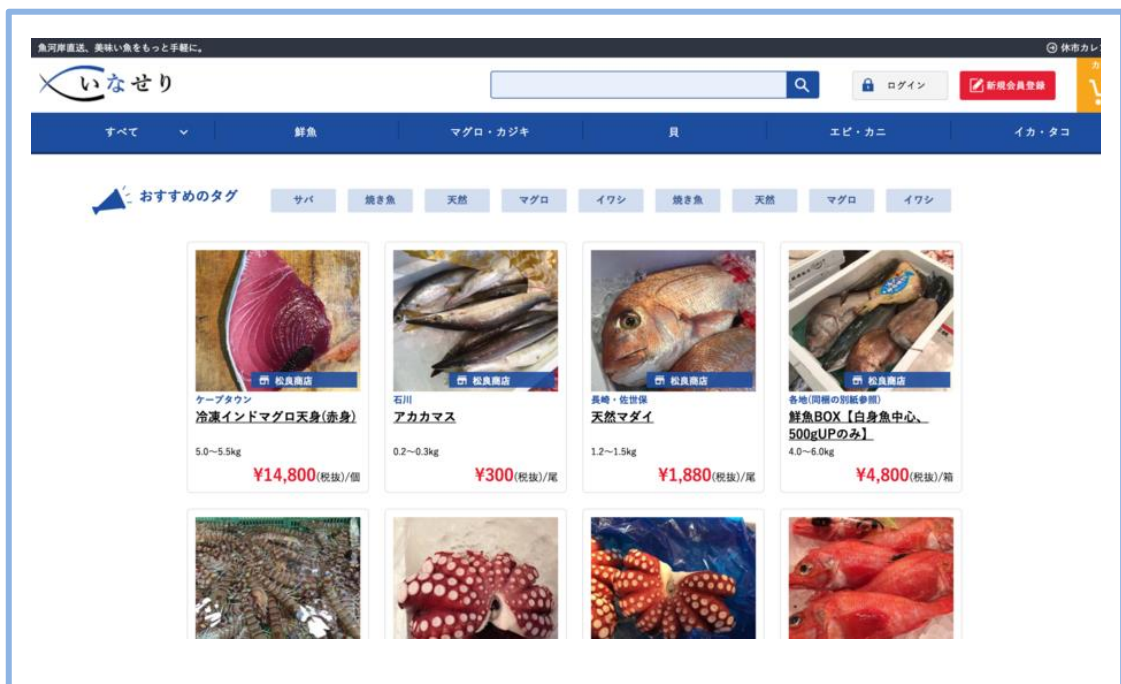 魚河岸直送、美味い魚をもっと手軽に。
休市カレ
いなせり
ログイン
新規会員登録
カ
すべて
鮮魚
マグロ・カジキ
貝
エビ・カニ
イカ・タコ
おすすめのタグ
サバ
焼き魚
天然
マグロ
イワシ
焼き魚
天然
マグロ
イワシ
松良商店
ケープタウン
冷凍インドマグロ天身(赤身)
5.0〜5.5kg
¥14,800(税抜)/個
松良商店
石川
アカカマス
0.2〜0.3kg
¥300(税抜)/尾
松良商店
長崎・佐世保
天然マダイ
1.2〜1.5kg
¥1,880(税抜)/尾
松良商店
各地(同梱の別紙参照)
鮮魚BOX【白身魚中心、
500gUPのみ】
4.0〜6.0kg
¥4,800(税抜)/箱